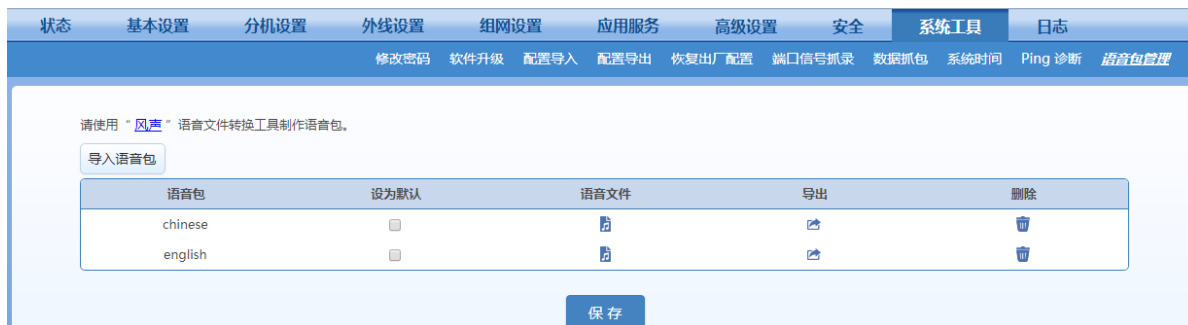 状态 基本设置 分机设置 外线设置 组网设置 应用服务 高级设置 安全 系统工具 日志
修改密码 软件升级 配置导入 配置导出 恢复出厂配置 端口信号抓录 数据抓包 系统时间 Ping 诊断 语音包管理
请使用 “ 风声 ” 语音文件转换工具制作语音包。
导入语音包
语音包 设为默认 语音文件 导出 删除
chinese
english
保 存